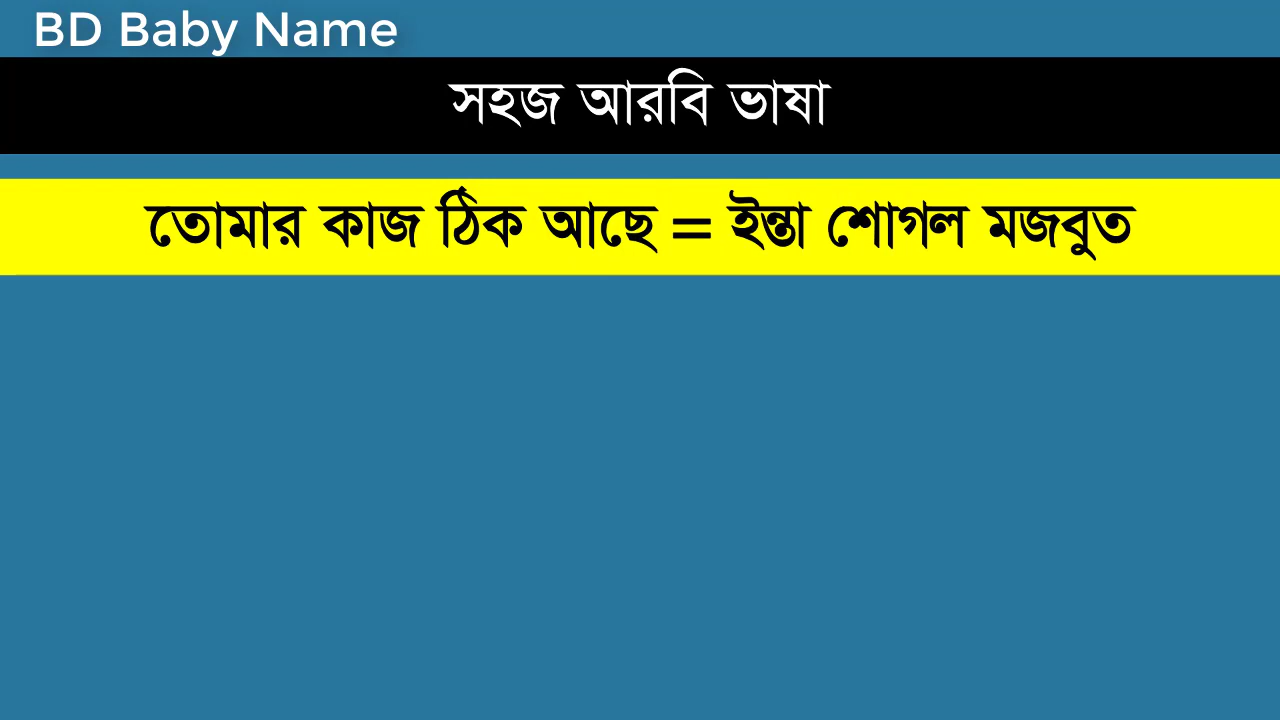 BD Baby Name
সহজ আরবি ভাষা
তোমার কাজ ঠিক আছে = ইন্তা শোগল মজবুত